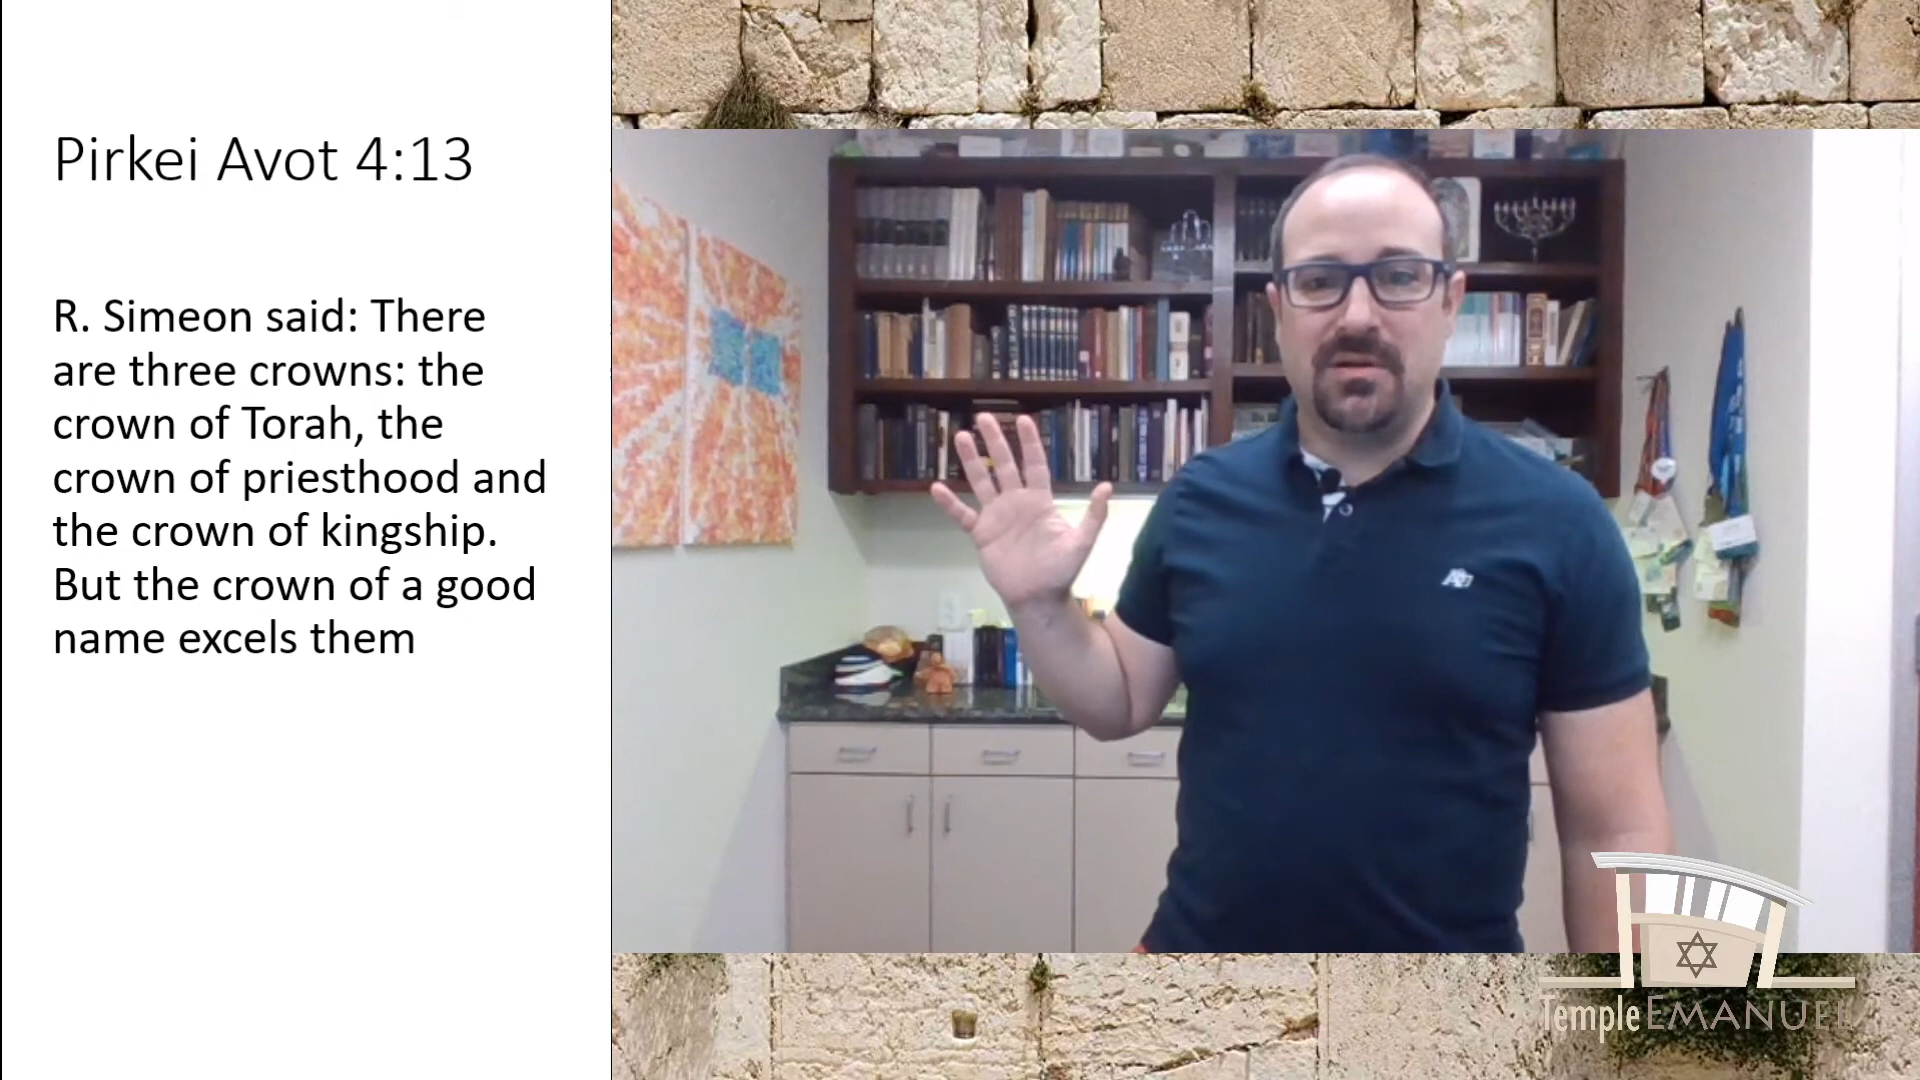 Pirkei Avot 4:13
R. Simeon said: There
are three crowns: the
crown of Torah, the
crown of priesthood and
the crown of kingship.
But the crown of a good
name excels them
Temple EMANUEL